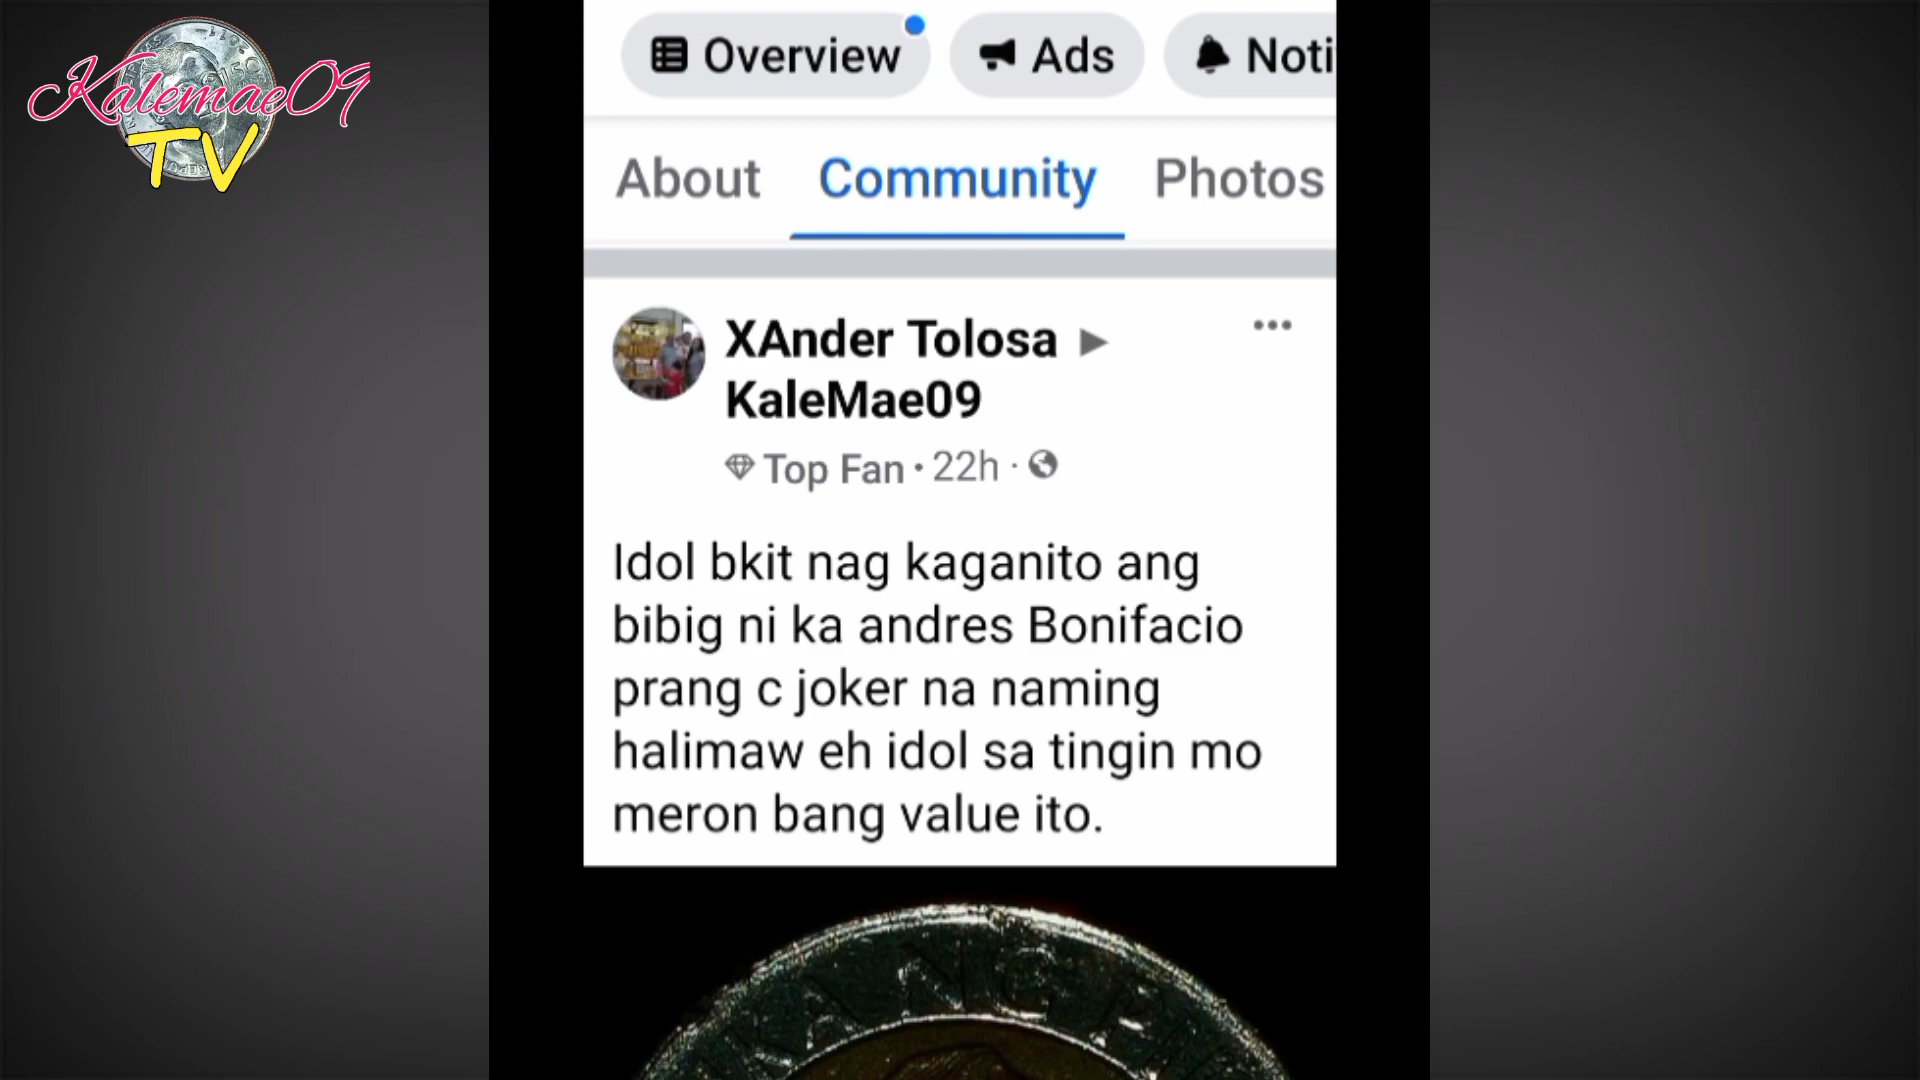 Kalemae09
TV
Overview
Ads
Noti
About
Community
Photos
XAnder Tolosa
KaleMae09
Top Fan · 22h ·
Idol bkit nag kaganito ang
bibig ni ka andres Bonifacio
prang c joker na naming
halimaw eh idol sa tingin mo
meron bang value ito.
KA NG P